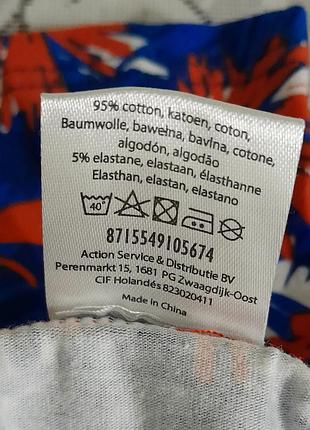 95% cotton, katoen, coton,
Baumwolle, bawełna, bavlna, cotone,
algodón, algodão
5% elastane, elastaan, élasthanne
Elasthan, elastan, elastano
40°
8715549105674
Action Service & Distributie BV
Perenmarkt 15, 1681 PG Zwaagdijk-Oost
CIF Holandés 823020411
Made in China